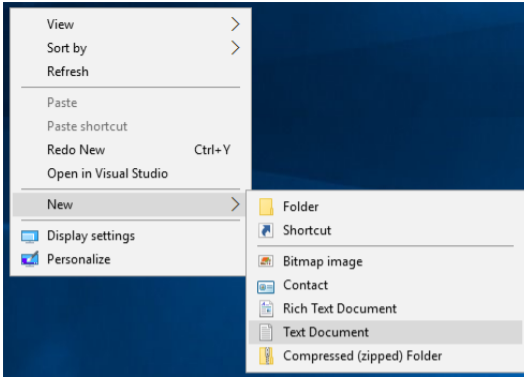 View
Sort by
Refresh
Paste
Paste shortcut
Redo New Ctrl+Y
Open in Visual Studio
New
Display settings
Personalize
Folder
Shortcut
Bitmap image
Contact
Rich Text Document
Text Document
Compressed (zipped) Folder